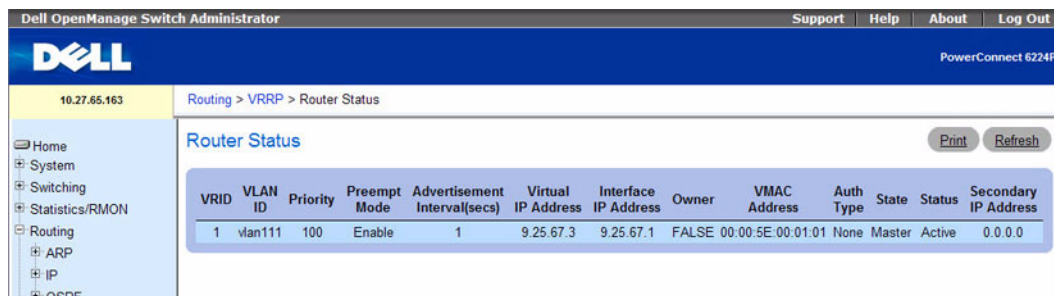 Dell OpenManage Switch Administrator
Support Help About Log Out
DELL
PowerConnect 6224P
10.27.65.163
Routing > VRRP > Router Status
Router Status
Print Refresh
Home
System
Switching
Statistics/RMON
Routing
ARP
IP
OSPF
VRID VLAN ID Priority Preempt Mode Advertisement Interval(secs) Virtual IP Address Interface IP Address Owner VMAC Address Auth Type State Status Secondary IP Address
1 vlan111 100 Enable 1 9.25.67.3 9.25.67.1 FALSE 00:00:5E:00:01:01 None Master Active 0.0.0.0